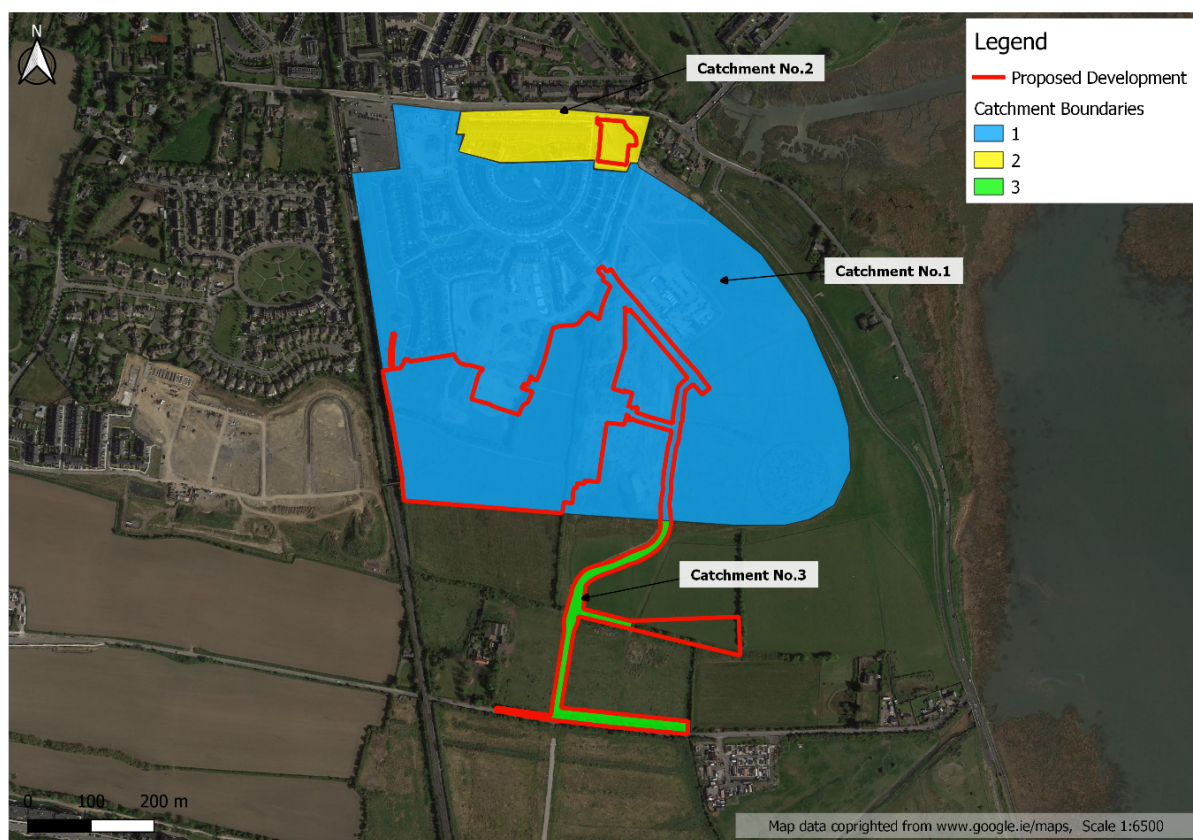 N
Legend
Proposed Development
Catchment Boundaries
1
2
3
Catchment No.2
Catchment No.1
Catchment No.3
0 100 200 m
Map data coprighted from www.google.ie/maps, Scale 1:6500